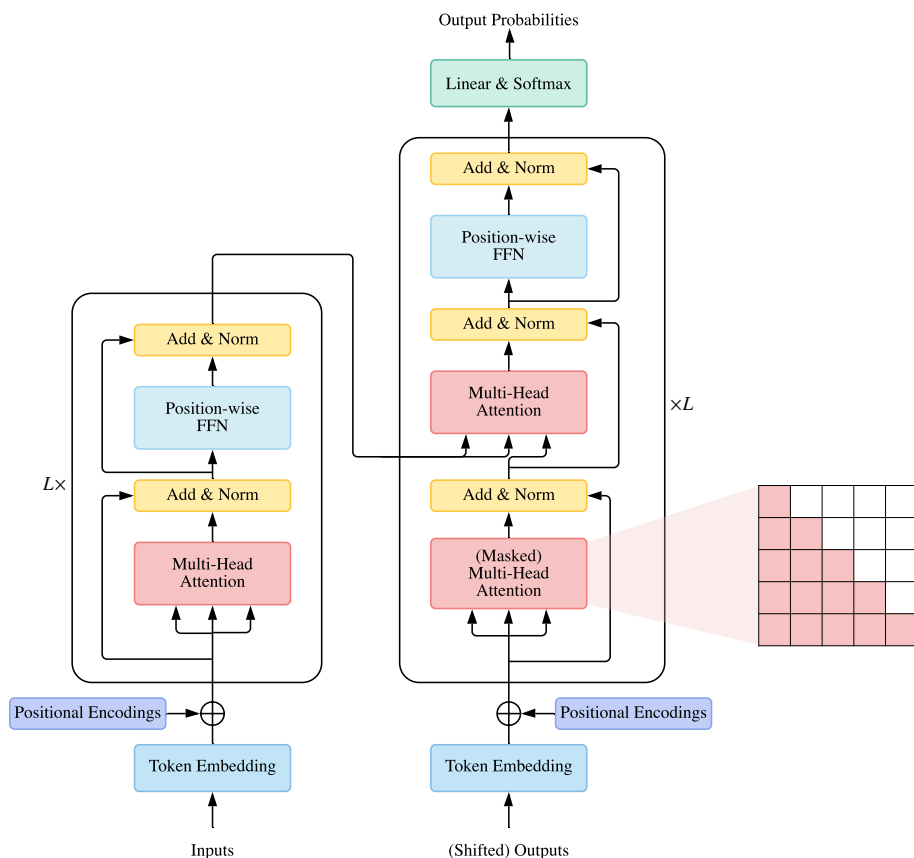 Output Probabilities
Linear & Softmax
Add & Norm
Position-wise
FFN
Add & Norm
Multi-Head
Attention
×L
Add & Norm
(Masked)
Multi-Head
Attention
Positional Encodings
Token Embedding
(Shifted) Outputs
Add & Norm
Position-wise
FFN
L×
Add & Norm
Multi-Head
Attention
Positional Encodings
Token Embedding
Inputs